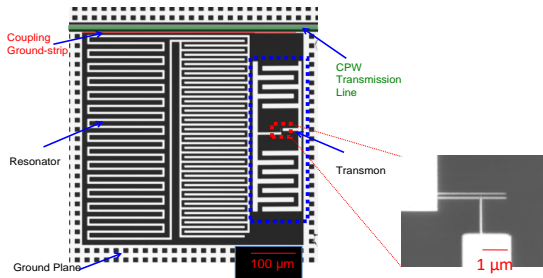 Coupling
Ground-strip
CPW
Transmission
Line
Resonator
Transmon
Ground Plane
100 μm
1 μm